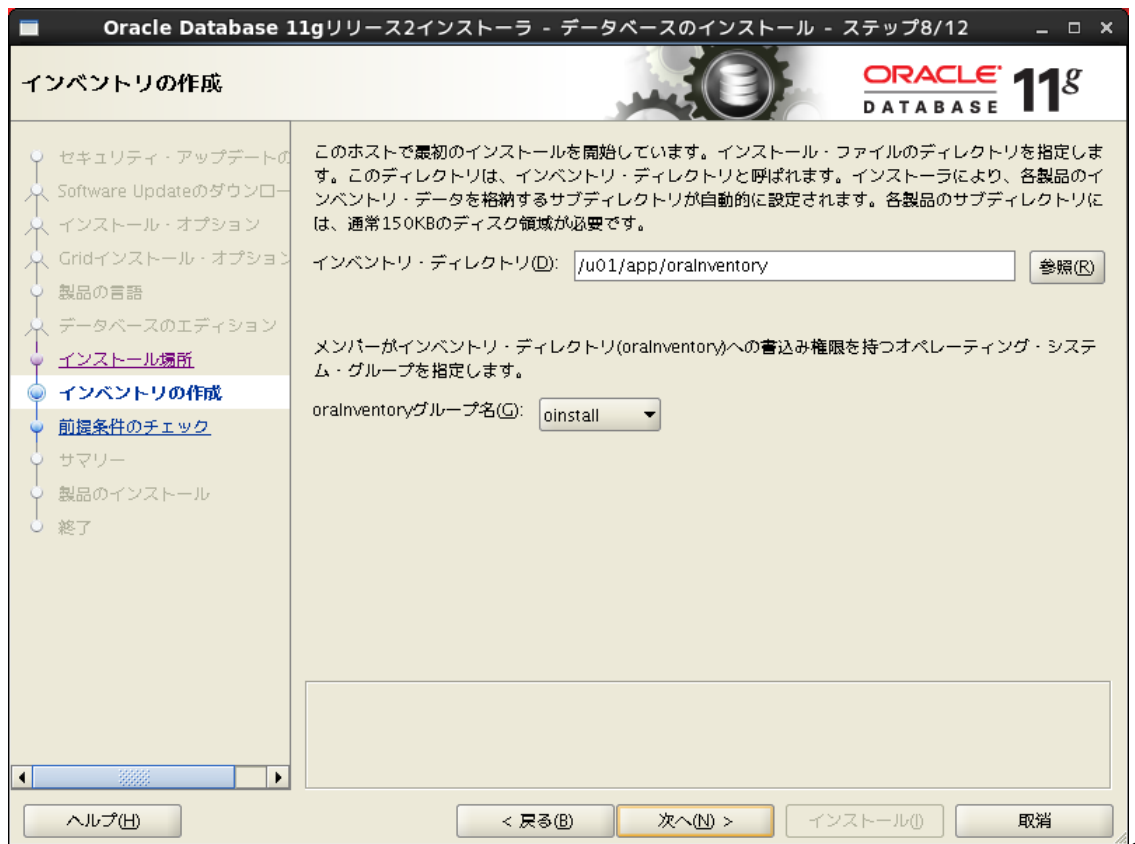 Oracle Database 11gリリース2インストーラ - データベースのインストール - ステップ8/12
インベントリの作成
ORACLE
DATABASE
11g
セキュリティ・アップデートの
Software Updateのダウンロー
インストール・オプション
Gridインストール・オプション
製品の言語
データベースのエディション
インストール場所
インベントリの作成
前提条件のチェック
サマリー
製品のインストール
終了
このホストで最初のインストールを開始しています。インストール・ファイルのディレクトリを指定しま
す。このディレクトリは、インベントリ・ディレクトリと呼ばれます。インストーラにより、各製品のイ
ンベントリ・データを格納するサブディレクトリが自動的に設定されます。各製品のサブディレクトリに
は、通常150KBのディスク領域が必要です。
インベントリ・ディレクトリ(D): /u01/app/oraInventory 参照(R)
メンバーがインベントリ・ディレクトリ(oraInventory)への書込み権限を持つオペレーティング・システ
ム・グループを指定します。
oraInventoryグループ名(G): oinstall
ヘルプ(H) < 戻る(B) 次へ(N) > インストール(I) 取消